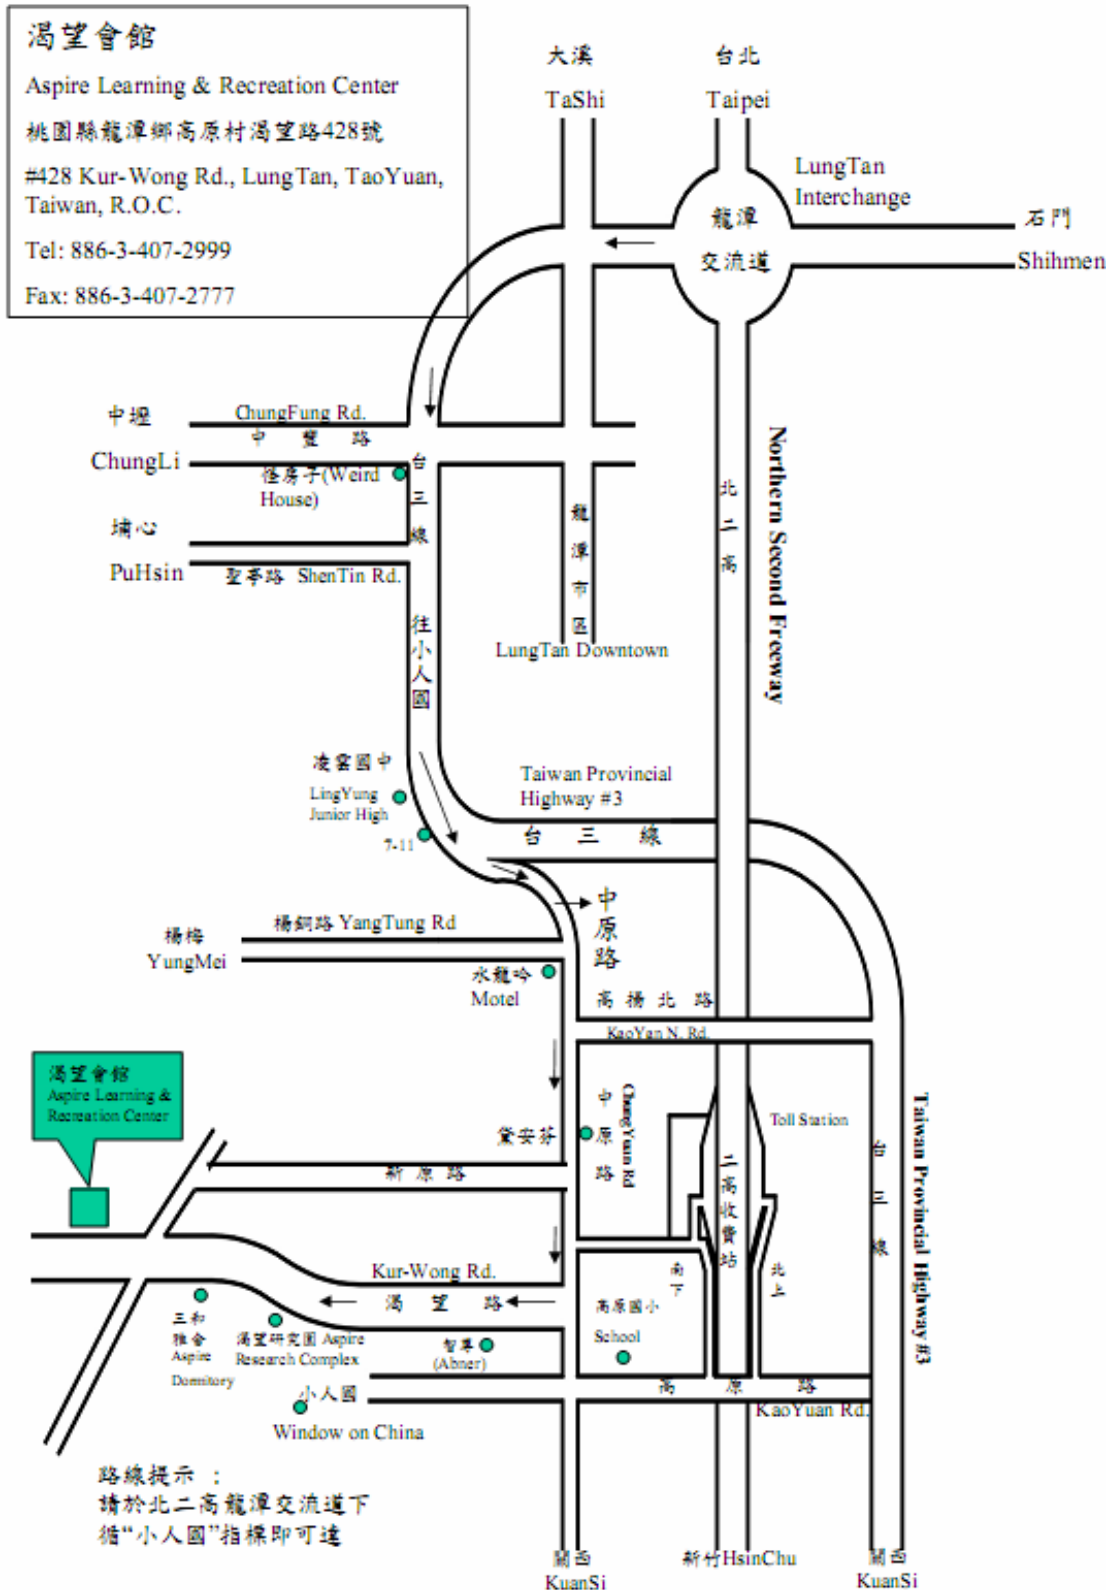 渴望會館
Aspire Learning & Recreation Center
桃園縣龍潭鄉高原村渴望路428號
#428 Kur-Wong Rd., LungTan, TaoYuan,
Taiwan, R.O.C.
Tel: 886-3-407-2999
Fax: 886-3-407-2777
大溪
TaShi
台北
Taipei
LungTan
Interchange
龍潭
交流道
石門
Shihmen
中壢
ChungLi
ChungFung Rd.
中豐路
怪房子(Weird
House)
台三線
埔心
PuHsin
聖亭路 ShenTin Rd.
往小人國
龍潭市區
LungTan Downtown
北二高
Northern Second Freeway
凌雲國中
LingYung
Junior High
7-11
Taiwan Provincial
Highway #3
台三線
中原路
楊梅
YungMei
楊銅路 YangTung Rd
水龍吟
Motel
高楊北路
KaoYan N. Rd.
渴望會館
Aspire Learning &
Recreation Center
黛安芬
中原路
ChungYuan Rd
Toll Station
二高收費站
台三線
Taiwan Provincial Highway #3
新原路
Kur-Wong Rd.
渴望路
南下
北上
高原國小
School
三和
雅舍
Aspire
Dormitory
渴望研究園 Aspire
Research Complex
智尊
(Abner)
小人國
Window on China
高原路
KaoYuan Rd.
路線提示 ：
請於北二高龍潭交流道下
循“小人國”指標即可達
關西
KuanSi
新竹HsinChu
關西
KuanSi